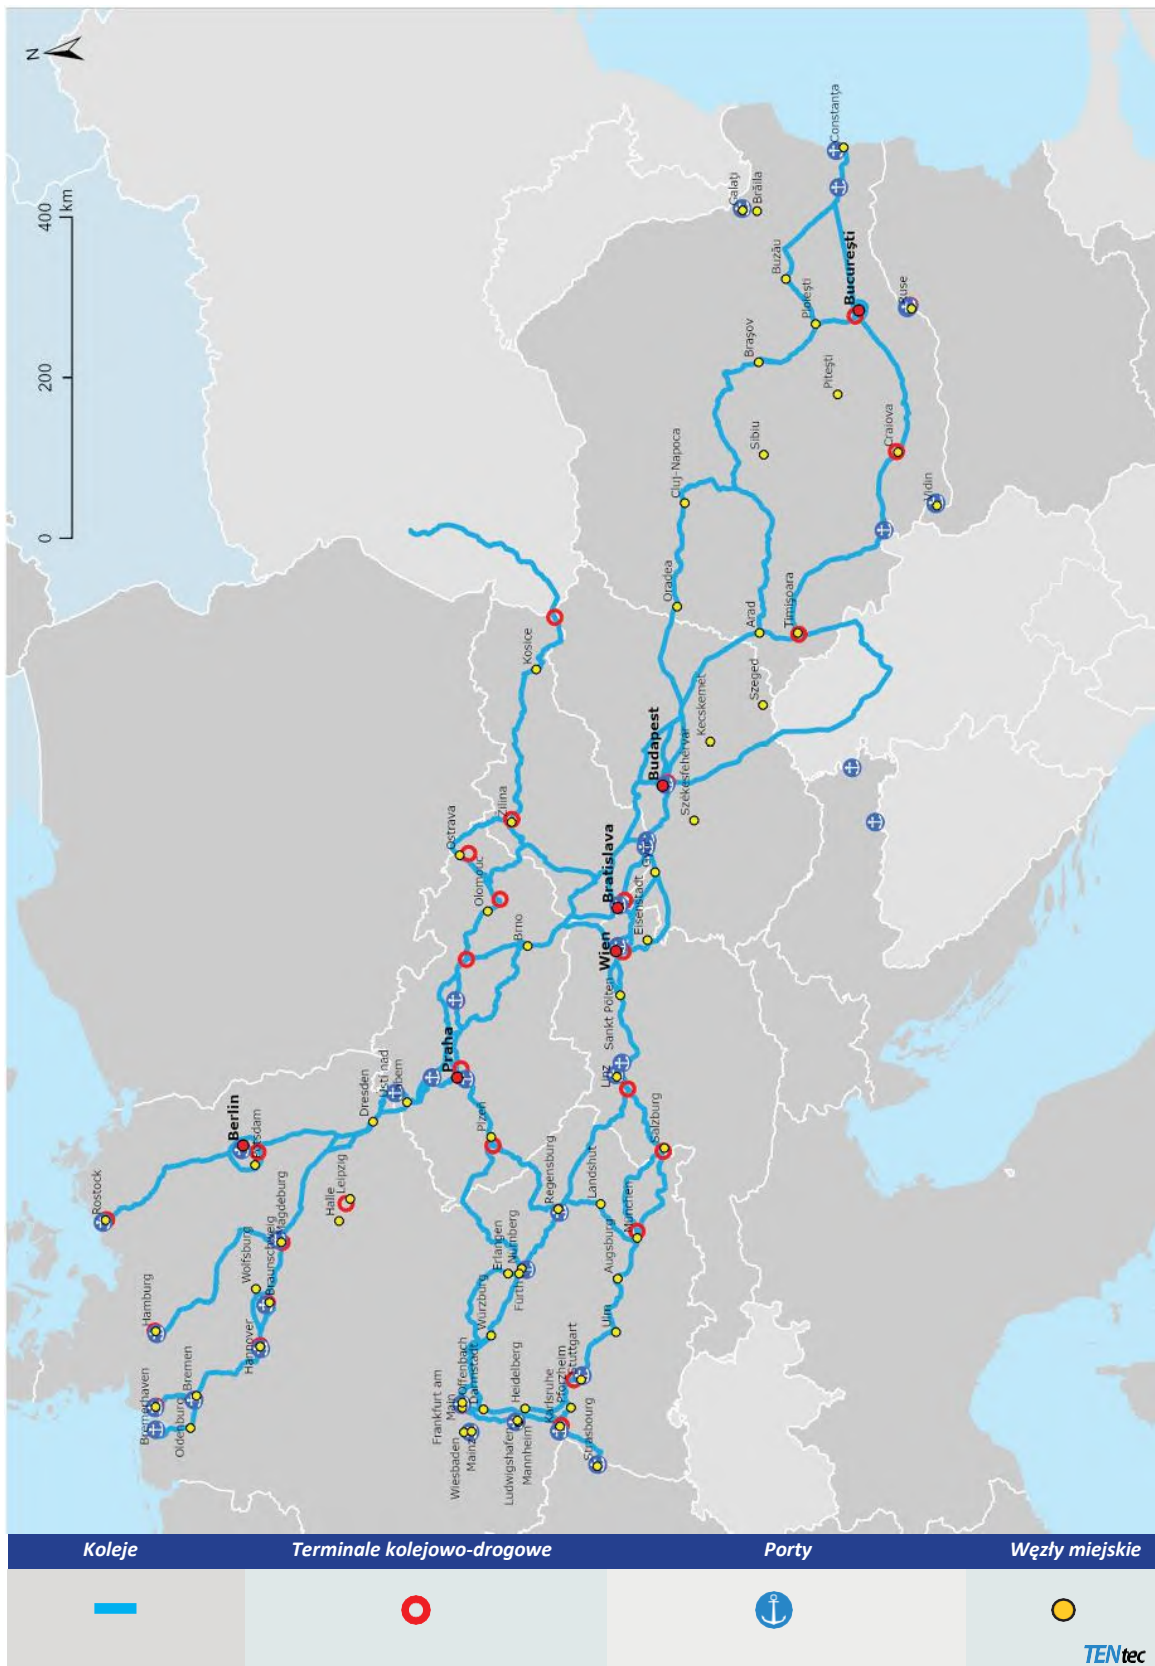 N
0
200
400
km
Rostock
Hamburg
Bremerhaven
Oldenburg
Bremen
Hannover
Wolfsburg
Braunschweig
Magdeburg
Berlin
Potsdam
Halle
Leipzig
Dresden
Ústí nad
Labem
Praha
Plzen
Ostrava
Olomouc
Brno
Žilina
Kosice
Frankfurt am
Main
Offenbach
Darmstadt
Wiesbaden
Mainz
Ludwigshafen
Mannheim
Heidelberg
Würzburg
Erlangen
Nürnberg
Fürth
Regensburg
Karlsruhe
Pforzheim
Stuttgart
Strasbourg
Ulm
Augsburg
München
Landshut
Salzburg
Linz
Sankt Pölten
Wien
Eisenstadt
Bratislava
Budapest
Székesfehérvár
Kecskemét
Szeged
Oradea
Cluj-Napoca
Arad
Timișoara
Sibiu
Brașov
Pitești
Ploiești
Buzău
București
Craiova
Vidin
Ruse
Galați
Brăila
Constanța
Koleje
Terminale kolejowo-drogowe
Porty
Węzły miejskie
TENtec